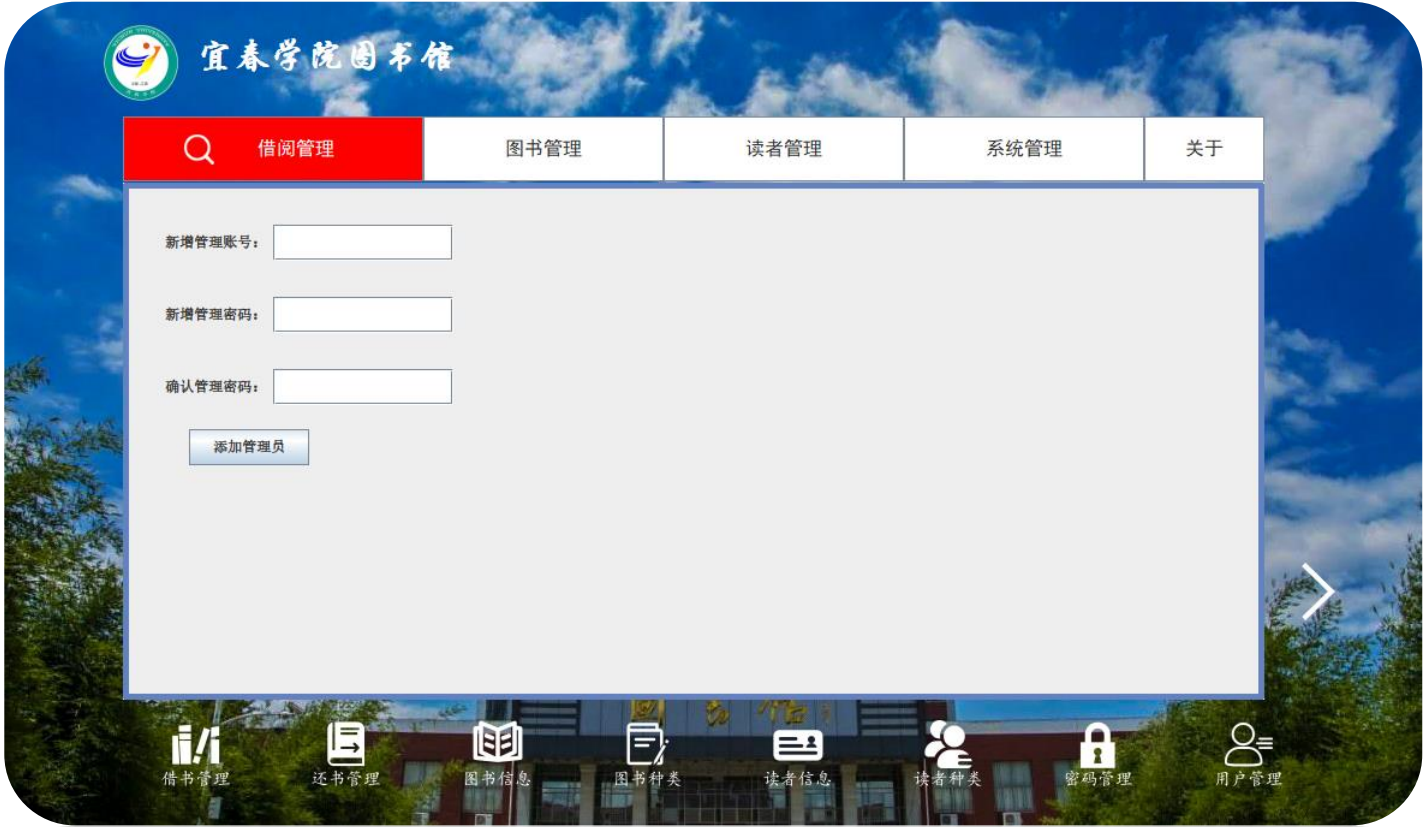 宜春学院图书馆
借阅管理 图书管理 读者管理 系统管理 关于
新增管理账号：
新增管理密码：
确认管理密码：
添加管理员
借书管理 还书管理 图书信息 图书种类 读者信息 读者种类 密码管理 用户管理